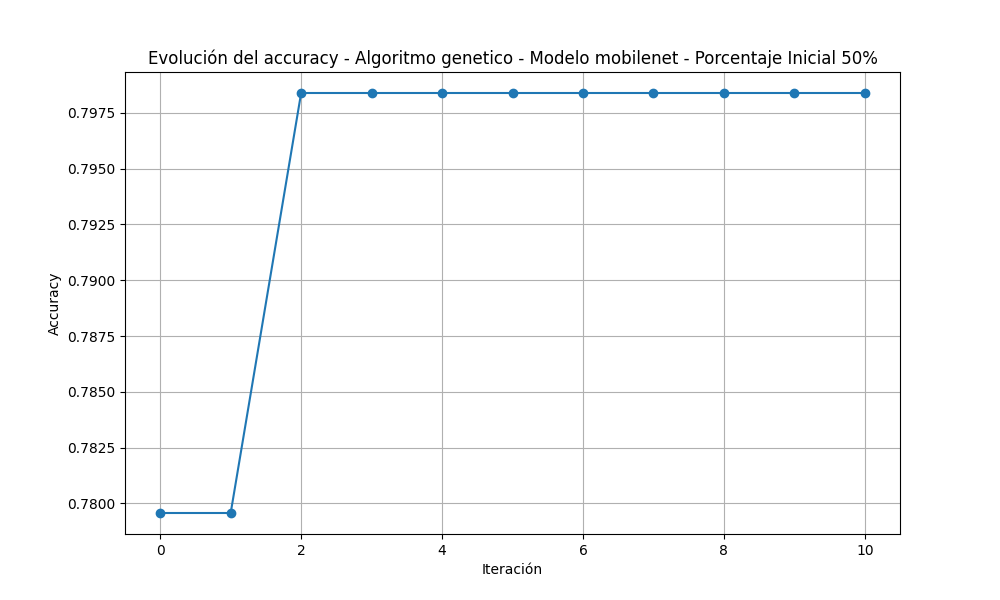 Evolución del accuracy - Algoritmo genetico - Modelo mobilenet - Porcentaje Inicial 50%
0.7975
0.7950
0.7925
0.7900
0.7875
0.7850
0.7825
0.7800
Accuracy
0 2 4 6 8 10
Iteración